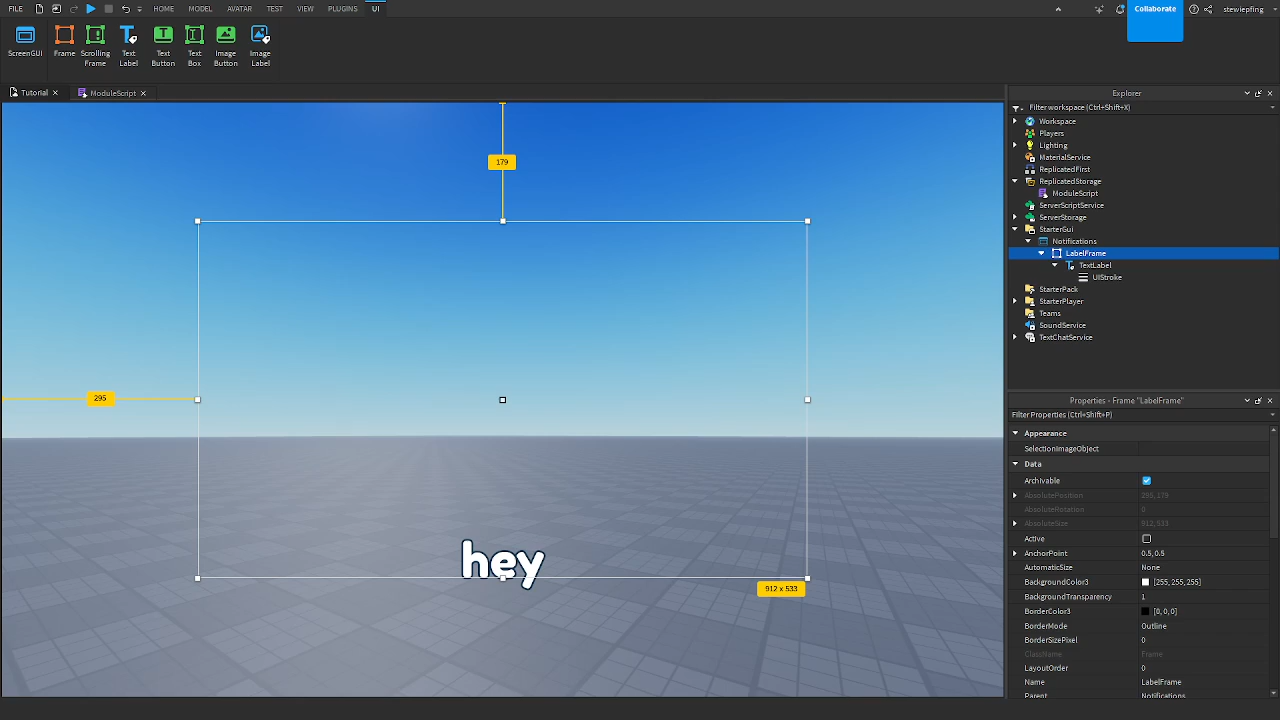 FILE HOME MODEL AVATAR TEST VIEW PLUGINS UI Collaborate stewiepfing
ScreenGUI Frame Scrolling Frame Text Label Text Button Text Box Image Button Image Label
Tutorial ModuleScript
179
295
hey
912 x 533
Explorer
Filter workspace (Ctrl+Shift+X)
Workspace
Players
Lighting
MaterialService
ReplicatedFirst
ReplicatedStorage
ModuleScript
ServerScriptService
ServerStorage
StarterGui
Notifications
LabelFrame
TextLabel
UIStroke
StarterPack
StarterPlayer
Teams
SoundService
TextChatService
Properties - Frame "LabelFrame"
Filter Properties (Ctrl+Shift+P)
Appearance
SelectionImageObject
Data
Archivable
AbsolutePosition 295, 179
AbsoluteRotation 0
AbsoluteSize 912, 533
Active
AnchorPoint 0.5, 0.5
AutomaticSize None
BackgroundColor3 [255, 255, 255]
BackgroundTransparency 1
BorderColor3 [0, 0, 0]
BorderMode Outline
BorderSizePixel 0
ClassName Frame
LayoutOrder 0
Name LabelFrame
Parent Notifications